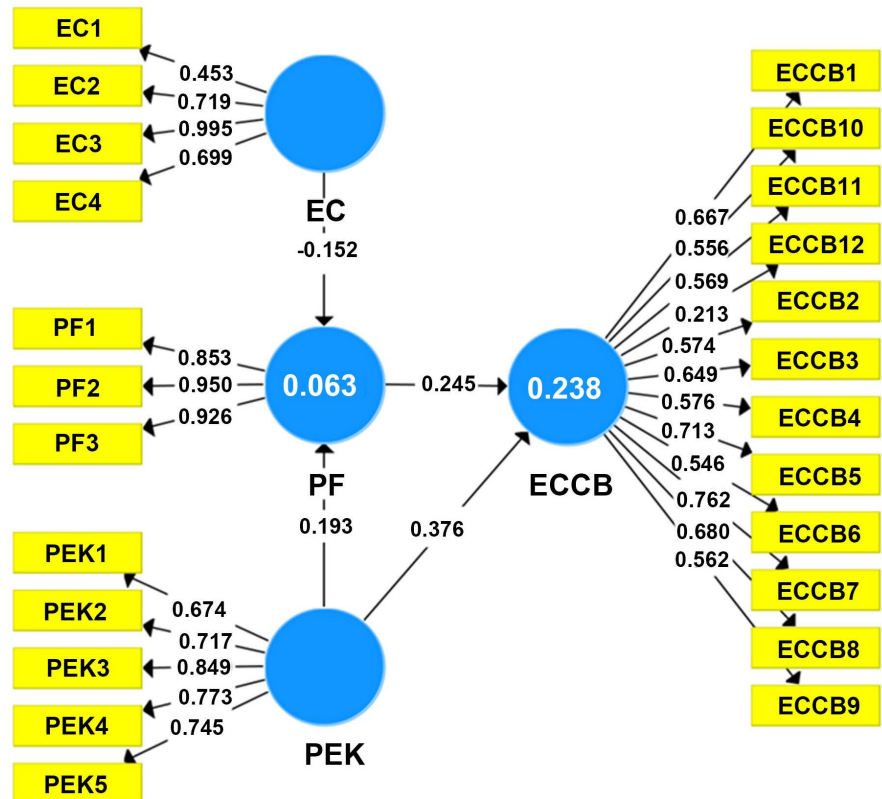 EC1
EC2
EC3
EC4
0.453
0.719
0.995
0.699
EC
-0.152
PF1
PF2
PF3
0.853
0.950
0.926
0.063
PF
0.245
0.193
0.376
PEK1
PEK2
PEK3
PEK4
PEK5
0.674
0.717
0.849
0.773
0.745
PEK
0.238
ECCB
0.667
0.556
0.569
0.213
0.574
0.649
0.576
0.713
0.546
0.762
0.680
0.562
ECCB1
ECCB10
ECCB11
ECCB12
ECCB2
ECCB3
ECCB4
ECCB5
ECCB6
ECCB7
ECCB8
ECCB9